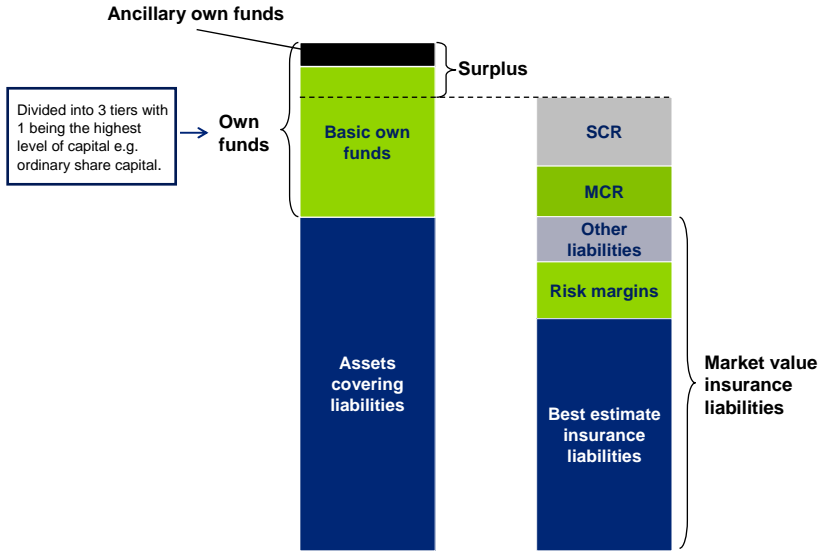 Ancillary own funds
Surplus
Divided into 3 tiers with
1 being the highest
level of capital e.g.
ordinary share capital.
Own
funds
Basic own
funds
SCR
MCR
Other
liabilities
Risk margins
Assets
covering
liabilities
Best estimate
insurance
liabilities
Market value
insurance
liabilities